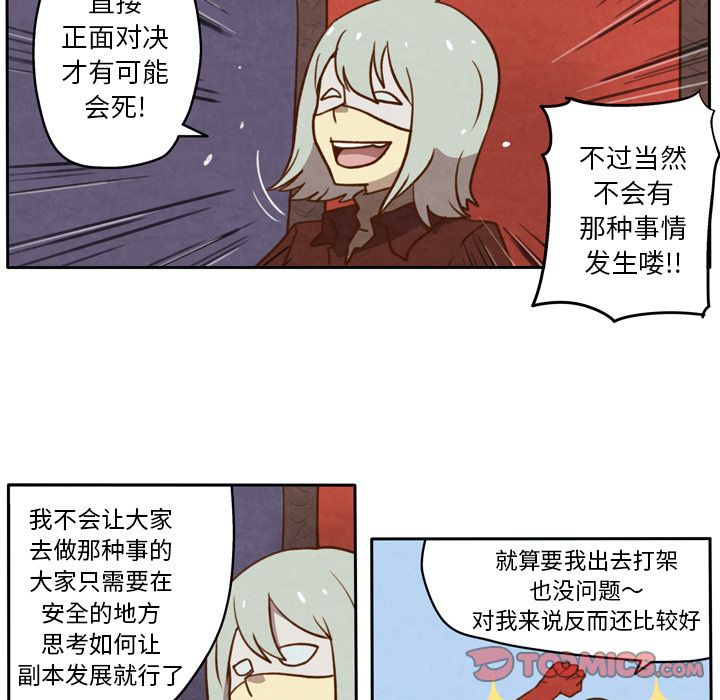 直接
正面对决
才有可能
会死!
不过当然
不会有
那种事情
发生喽!!
我不会让大家
去做那种事的
大家只需要在
安全的地方
思考如何让
副本发展就行了
就算要我出去打架
也没问题～
对我来说反而还比较好
TOOMICS.COM